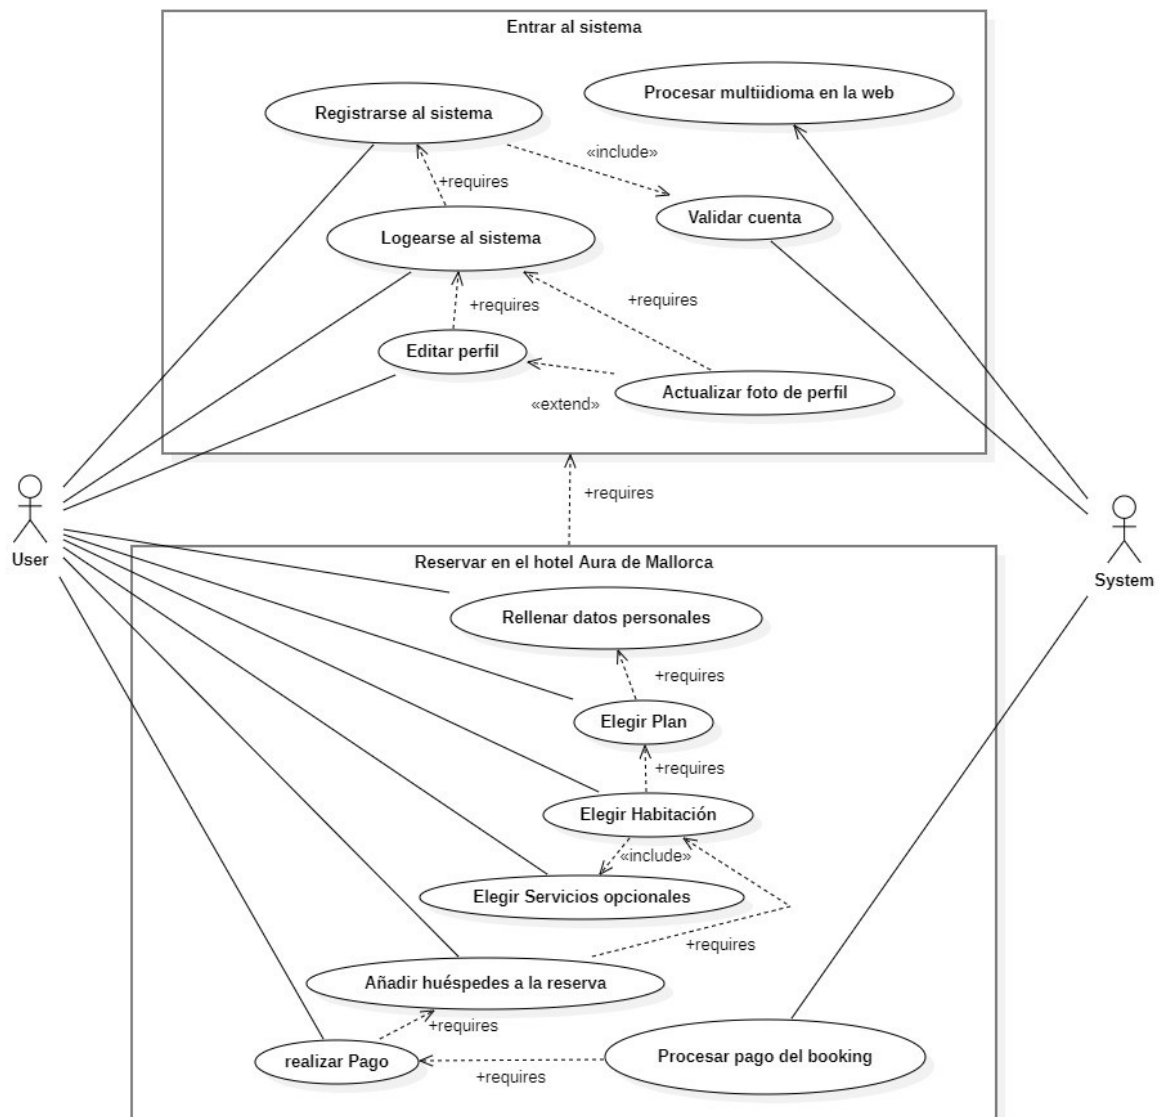 Entrar al sistema
Procesar multiidioma en la web
Registrarse al sistema
«include»
+requires
Validar cuenta
Logearse al sistema
+requires
+requires
Editar perfil
Actualizar foto de perfil
«extend»
+requires
User
System
Reservar en el hotel Aura de Mallorca
Rellenar datos personales
+requires
Elegir Plan
+requires
Elegir Habitación
«include»
Elegir Servicios opcionales
+requires
Añadir huéspedes a la reserva
+requires
realizar Pago
Procesar pago del booking
+requires